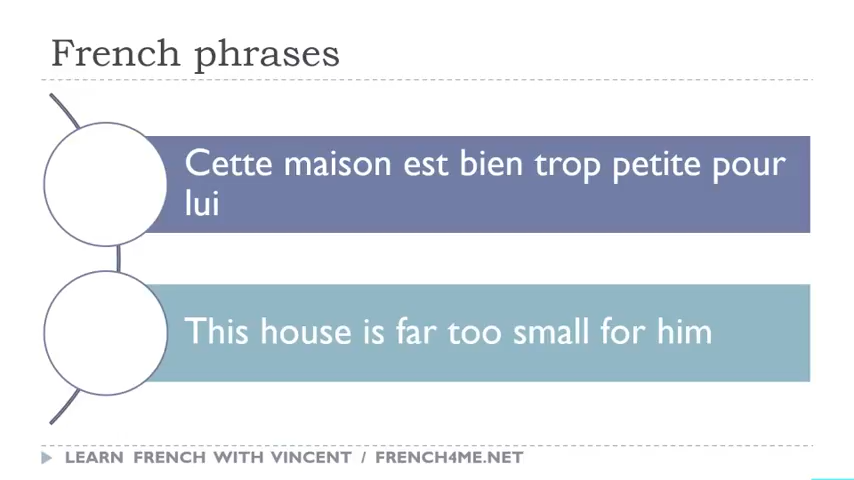 French phrases
Cette maison est bien trop petite pour
lui
This house is far too small for him
LEARN FRENCH WITH VINCENT / FRENCH4ME.NET